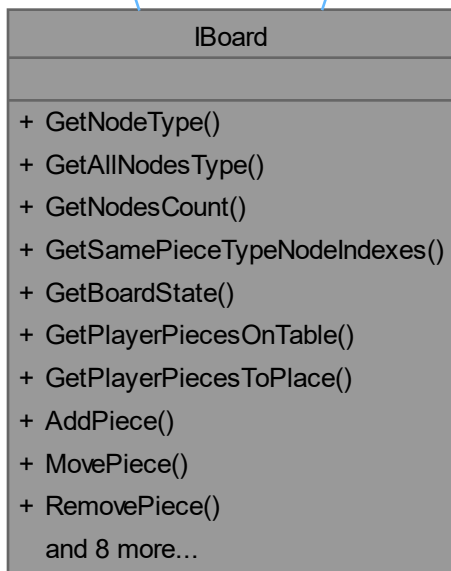 IBoard
+ GetNodeType()
+ GetAllNodesType()
+ GetNodesCount()
+ GetSamePieceTypeNodeIndexes()
+ GetBoardState()
+ GetPlayerPiecesOnTable()
+ GetPlayerPiecesToPlace()
+ AddPiece()
+ MovePiece()
+ RemovePiece()
and 8 more...